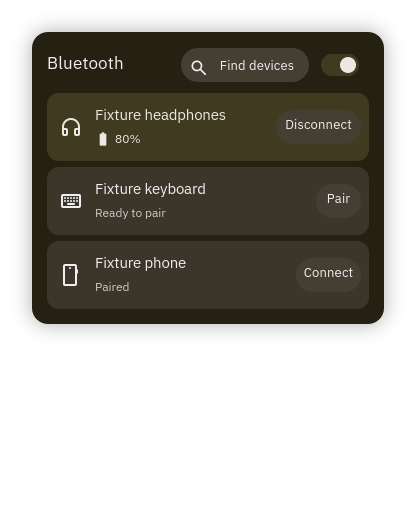 Bluetooth
Find devices
Fixture headphones
80%
Disconnect
Fixture keyboard
Ready to pair
Pair
Fixture phone
Paired
Connect